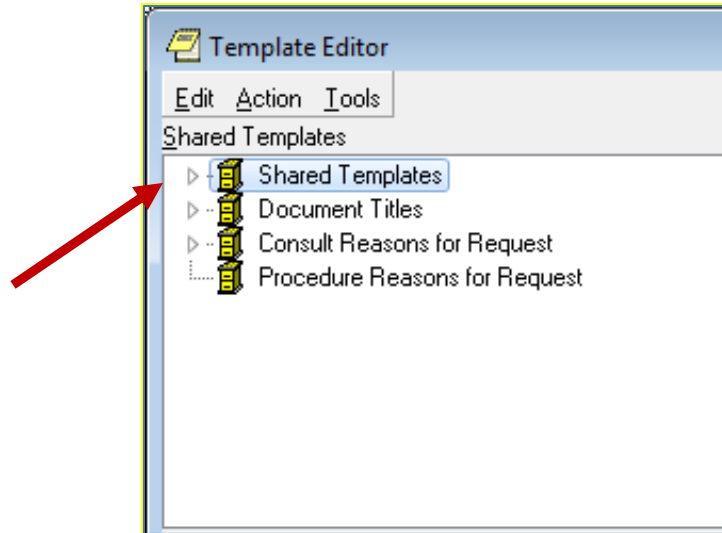 Template Editor
Edit Action Tools
Shared Templates
Shared Templates
Document Titles
Consult Reasons for Request
Procedure Reasons for Request